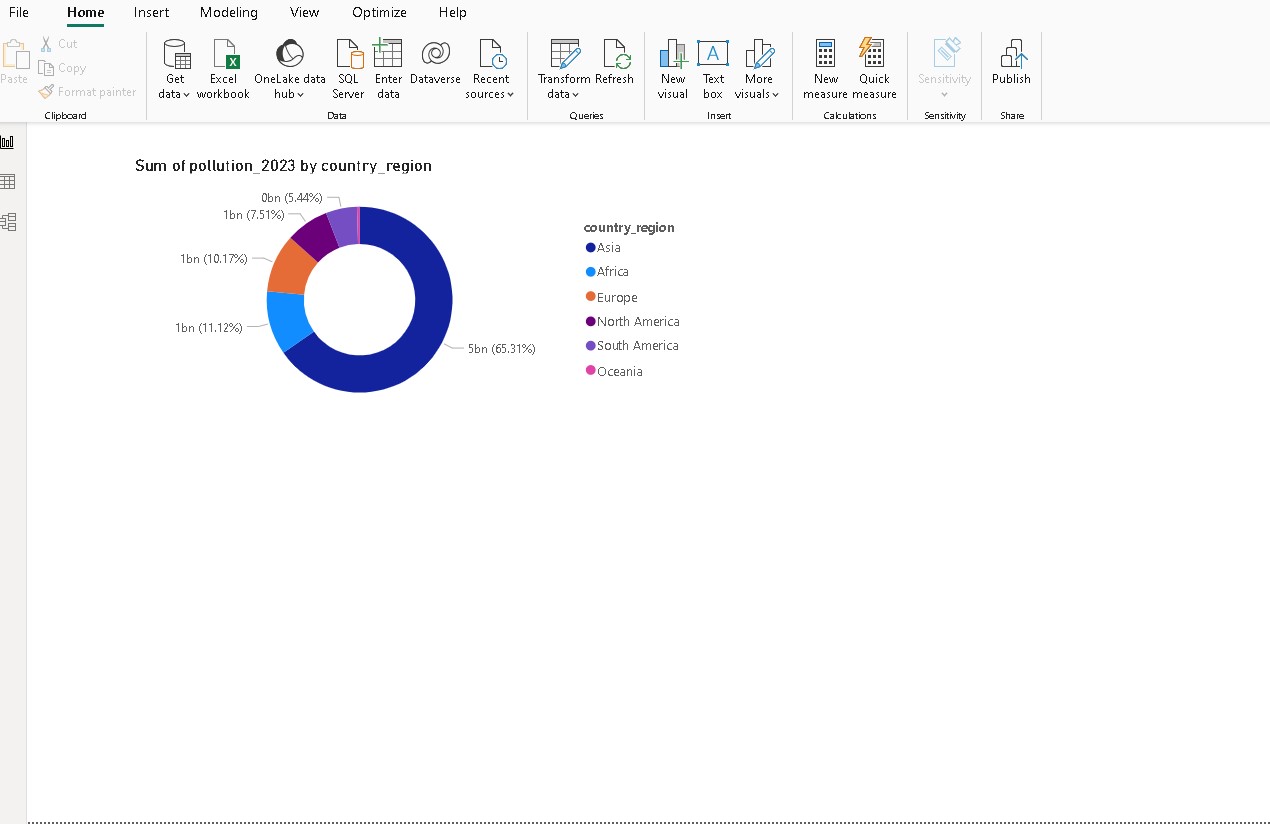 File Home Insert Modeling View Optimize Help
Paste
Cut
Copy
Format painter
Clipboard
Get data
Excel workbook
OneLake data hub
SQL Server
Enter data
Dataverse
Recent sources
Data
Transform data
Refresh
Queries
New visual
Text box
More visuals
Insert
New measure
Quick measure
Calculations
Sensitivity
Sensitivity
Publish
Share
Sum of pollution_2023 by country_region
0bn (5.44%)
1bn (7.51%)
1bn (10.17%)
1bn (11.12%)
5bn (65.31%)
country_region
Asia
Africa
Europe
North America
South America
Oceania